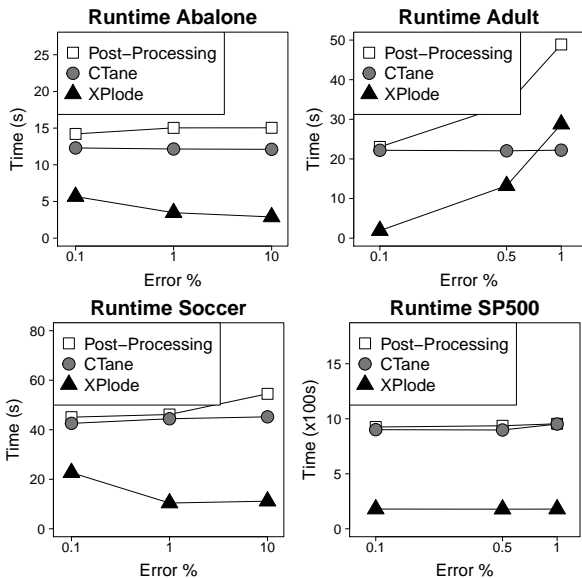 Runtime Abalone
Time (s)
25
20
15
10
5
0
Post−Processing
CTane
XPlode
0.1
1
10
Error %
Runtime Adult
Time (s)
50
40
30
20
10
0
Post−Processing
CTane
XPlode
0.1
0.5
1
Error %
Runtime Soccer
Time (s)
80
60
40
20
0
Post−Processing
CTane
XPlode
0.1
1
10
Error %
Runtime SP500
Time (x100s)
15
10
5
0
Post−Processing
CTane
XPlode
0.1
0.5
1
Error %